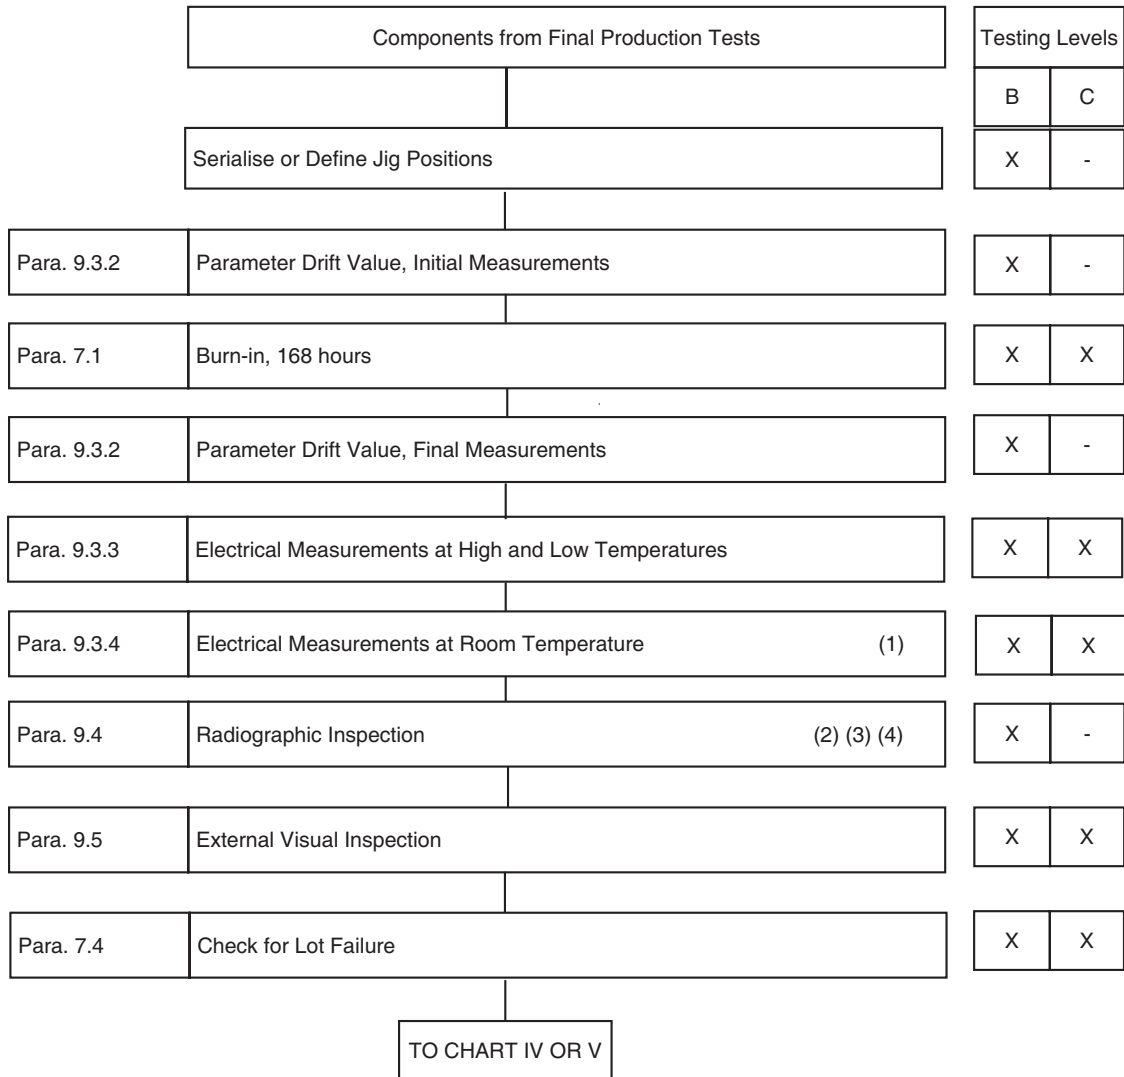 Components from Final Production Tests Testing Levels
B C
Serialise or Define Jig Positions X -
Para. 9.3.2 Parameter Drift Value, Initial Measurements X -
Para. 7.1 Burn-in, 168 hours X X
Para. 9.3.2 Parameter Drift Value, Final Measurements X -
Para. 9.3.3 Electrical Measurements at High and Low Temperatures X X
Para. 9.3.4 Electrical Measurements at Room Temperature (1) X X
Para. 9.4 Radiographic Inspection (2) (3) (4) X -
Para. 9.5 External Visual Inspection X X
Para. 7.4 Check for Lot Failure X X
TO CHART IV OR V